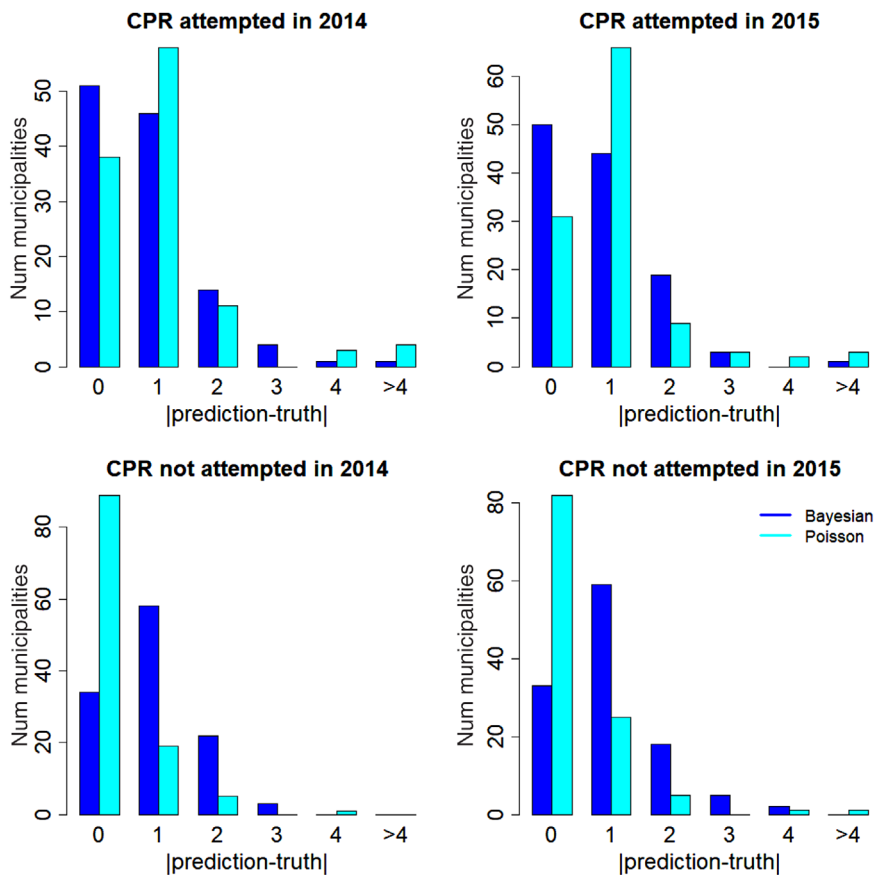 CPR attempted in 2014
Num municipalities
0
10
20
30
40
50
0 1 2 3 4 >4
|prediction-truth|
CPR attempted in 2015
Num municipalities
0
10
20
30
40
50
60
0 1 2 3 4 >4
|prediction-truth|
CPR not attempted in 2014
Num municipalities
0
20
40
60
80
0 1 2 3 4 >4
|prediction-truth|
CPR not attempted in 2015
Num municipalities
0
20
40
60
80
Bayesian
Poisson
0 1 2 3 4 >4
|prediction-truth|